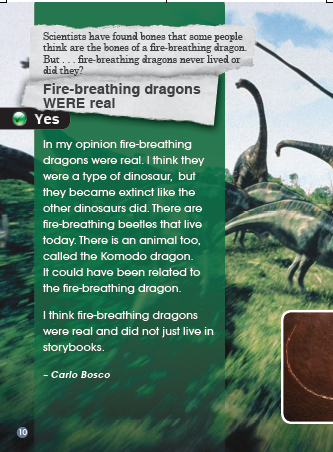 Scientists have found bones that some people
think are the bones of a fire-breathing dragon.
But . . . fire-breathing dragons never lived or
did they?
Fire-breathing dragons
WERE real
Yes
In my opinion fire-breathing
dragons were real. I think they
were a type of dinosaur, but
they became extinct like the
other dinosaurs did. There are
fire-breathing beetles that live
today. There is an animal too,
called the Komodo dragon.
It could have been related to
the fire-breathing dragon.
I think fire-breathing dragons
were real and did not just live in
storybooks.
– Carlo Bosco
10